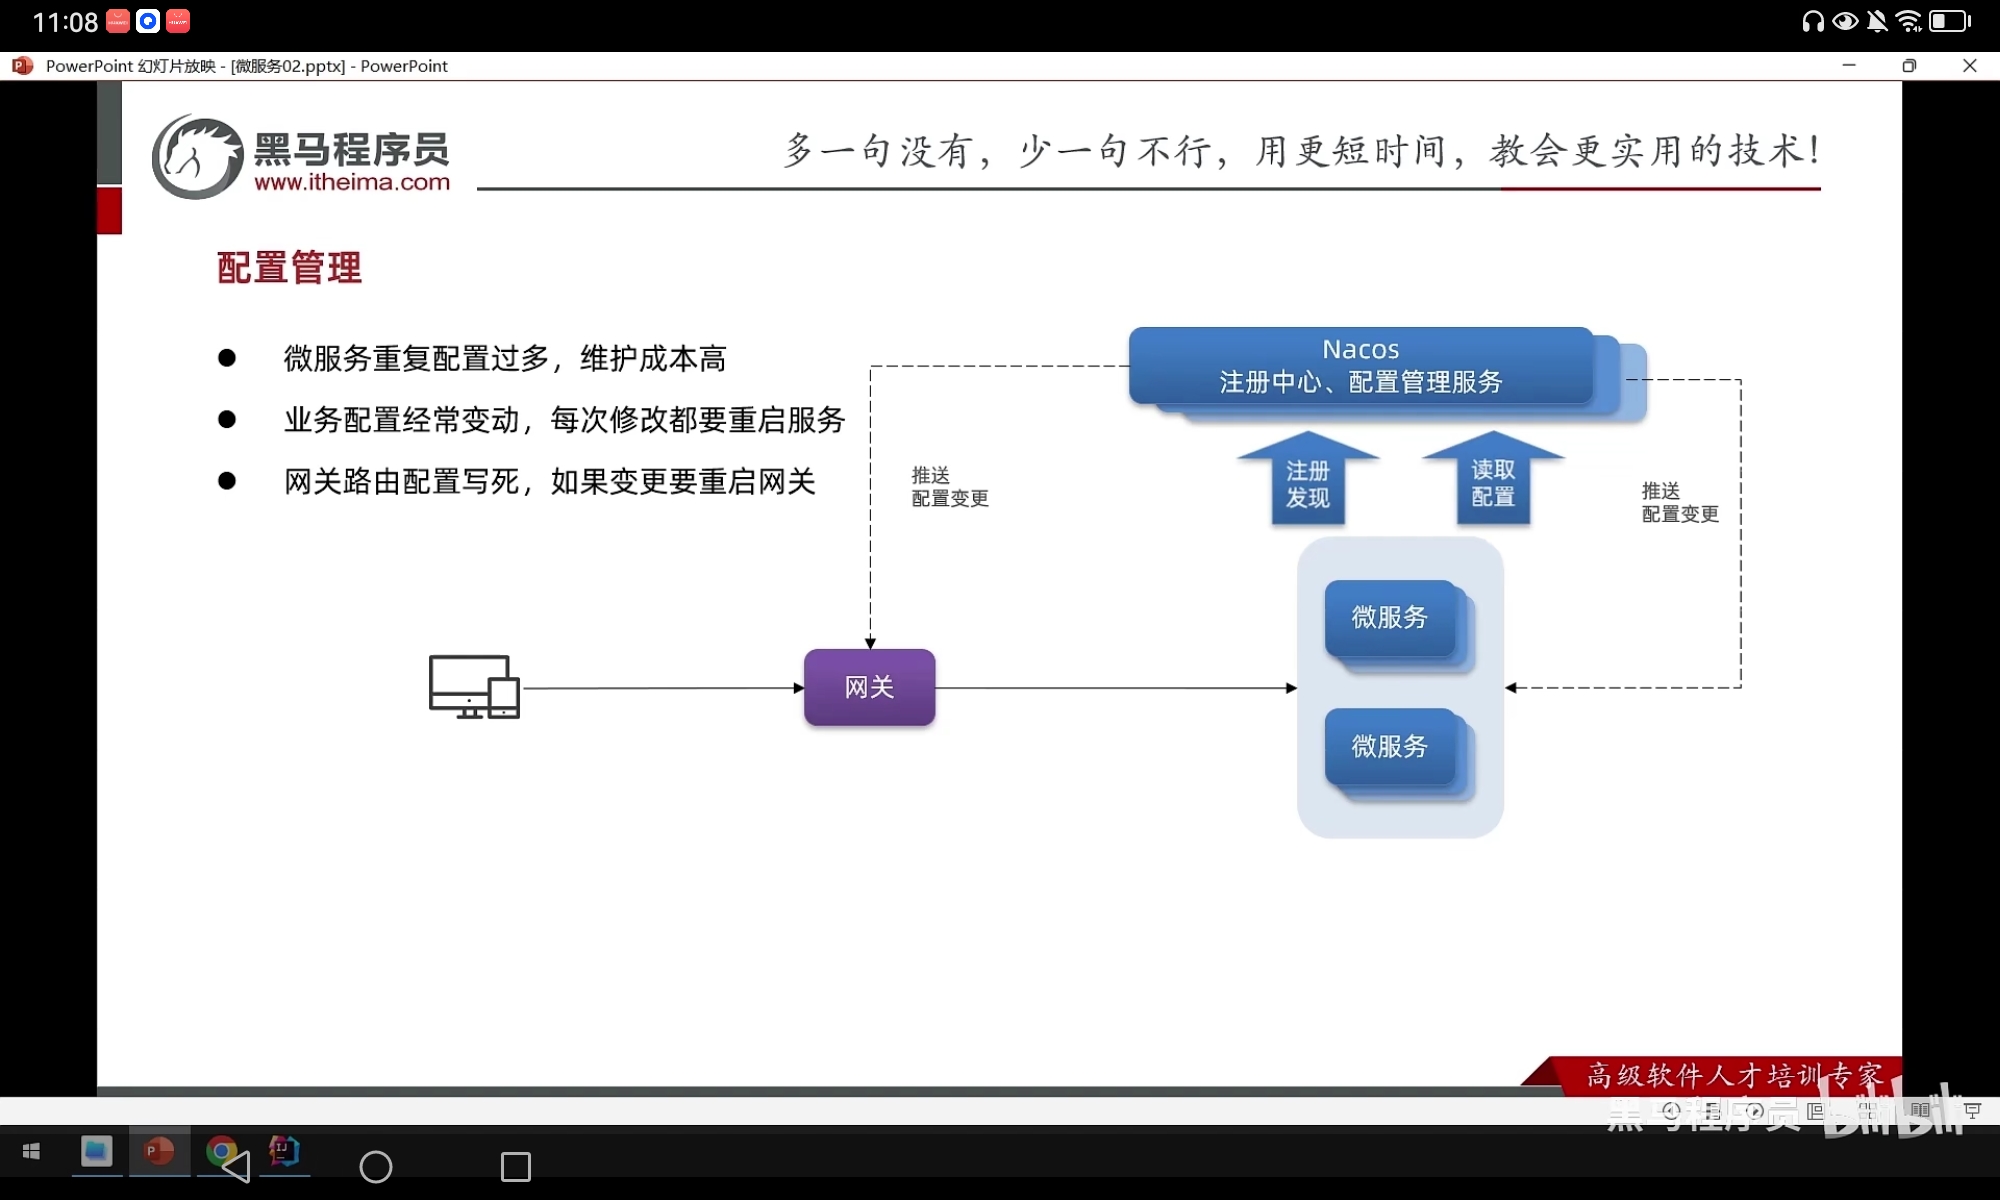 11:08
PowerPoint 幻灯片放映 - [微服务02.pptx] - PowerPoint
黑马程序员
www.itheima.com
多一句没有，少一句不行，用更短时间，教会更实用的技术！
配置管理
● 微服务重复配置过多，维护成本高
● 业务配置经常变动，每次修改都要重启服务
● 网关路由配置写死，如果变更要重启网关
Nacos
注册中心、配置管理服务
推送
配置变更
注册
发现
读取
配置
推送
配置变更
微服务
网关
微服务
高级软件人才培训专家
黑马程序员 bilibili